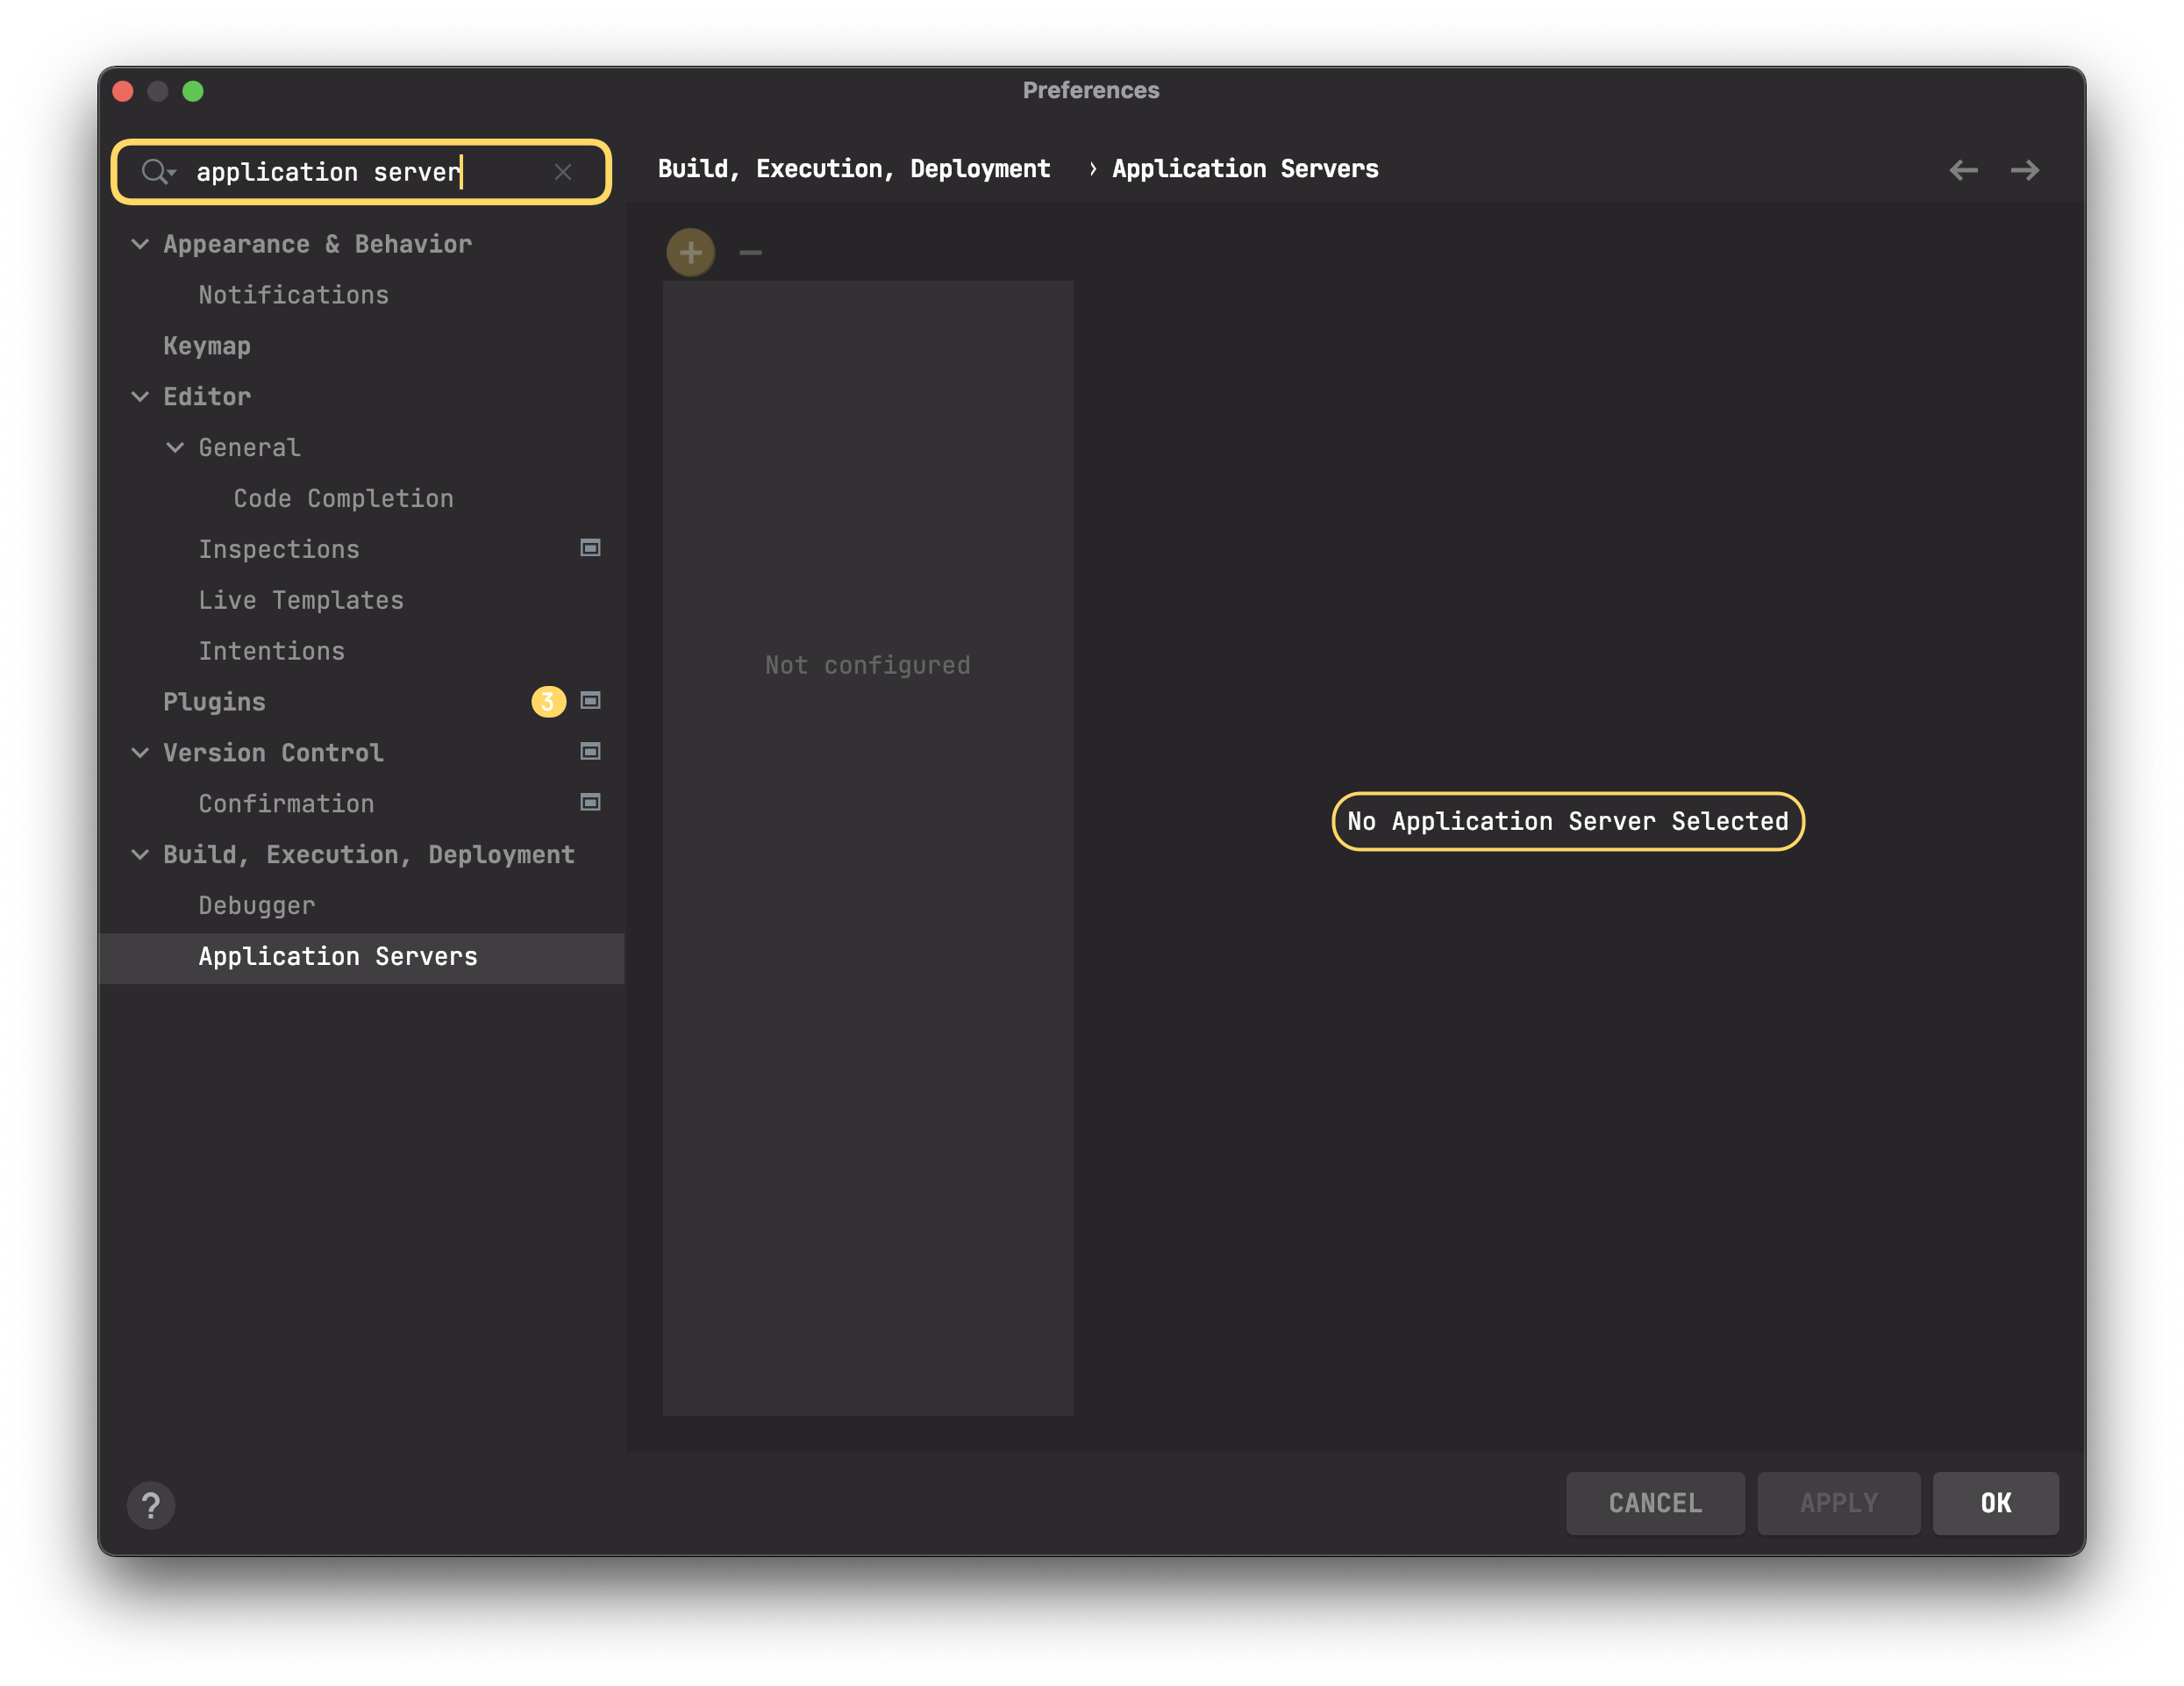 Preferences
application server
Build, Execution, Deployment › Application Servers
Appearance & Behavior
Notifications
Keymap
Editor
General
Code Completion
Inspections
Live Templates
Intentions
Plugins 3
Version Control
Confirmation
Build, Execution, Deployment
Debugger
Application Servers
Not configured
No Application Server Selected
?
CANCEL APPLY OK